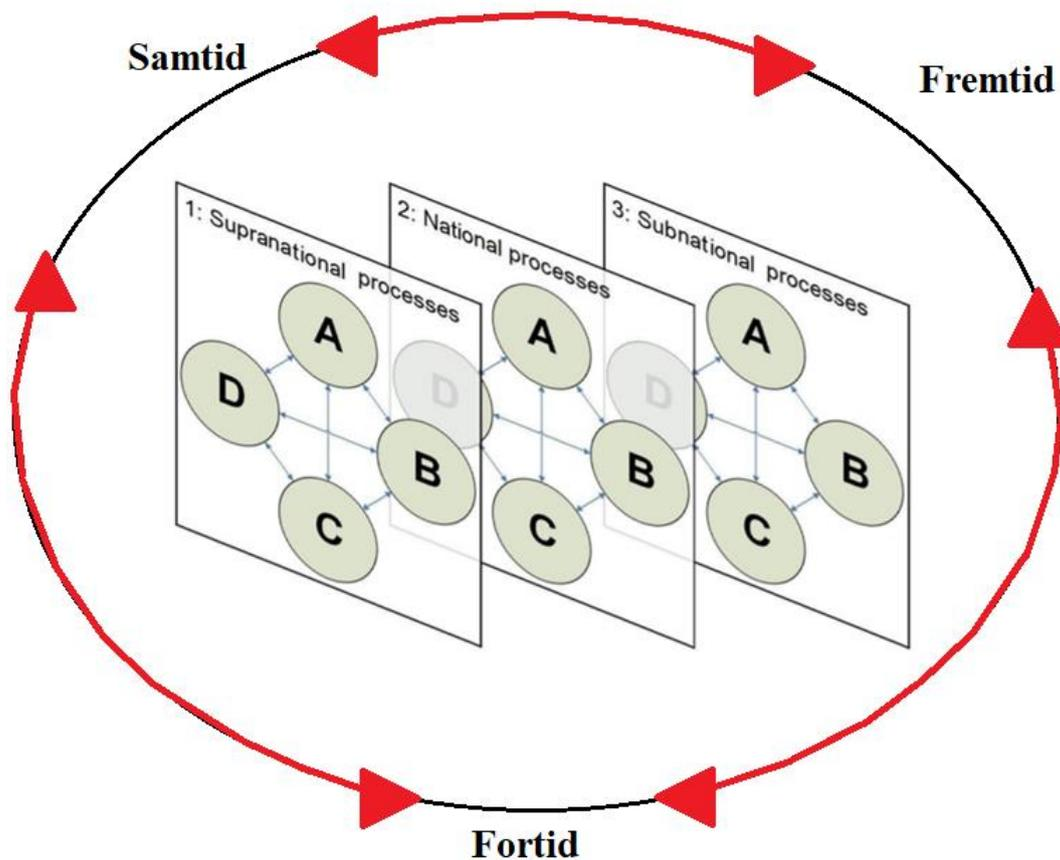 Samtid
Fremtid
1: Supranational processes
2: National processes
3: Subnational processes
A
D
B
C
A
D
B
C
A
D
B
C
Fortid